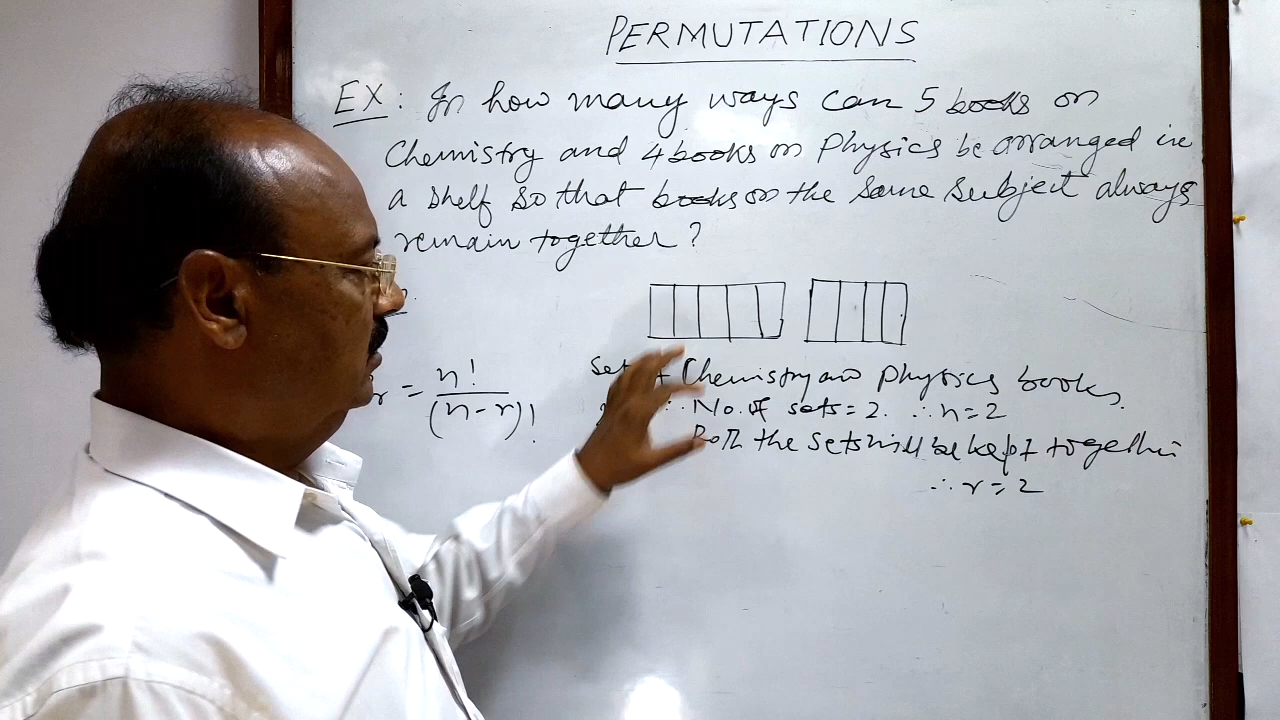 PERMUTATIONS
EX: In how many ways can 5 books on
Chemistry and 4 books on Physics be arranged in
a shelf so that books on the same subject always
remain together?
r = n! / (n-r)!
Set Chemistry and Physics books.
∴ No. of sets = 2. ∴ n=2
Both the sets will be kept together
∴ r = 2